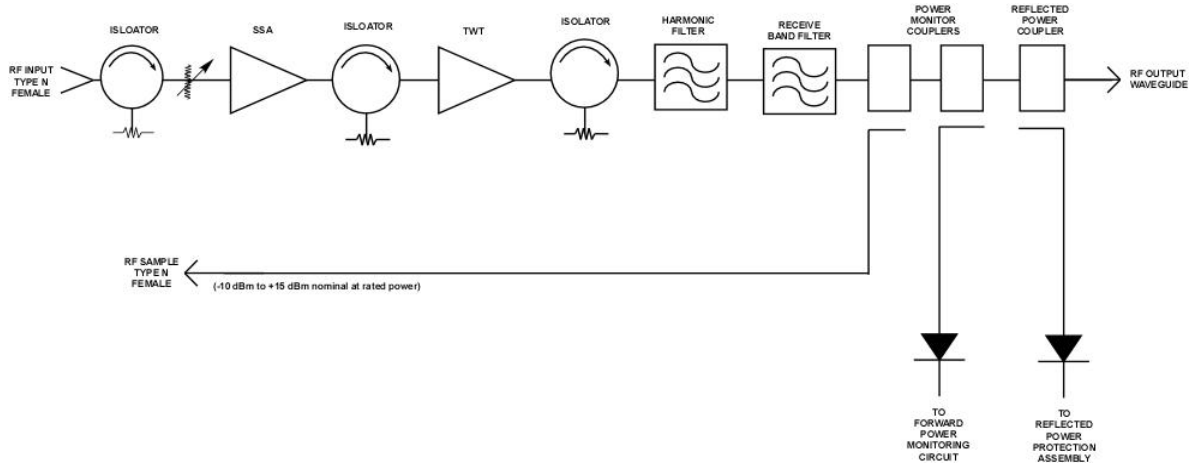 ISLOATOR
SSA
ISLOATOR
TWT
ISOLATOR
HARMONIC
FILTER
RECEIVE
BAND FILTER
POWER
MONITOR
COUPLERS
REFLECTED
POWER
COUPLER
RF INPUT
TYPE N
FEMALE
RF OUTPUT
WAVEGUIDE
RF SAMPLE
TYPE N
FEMALE
(-10 dBm to +15 dBm nominal at rated power)
TO
FORWARD
POWER
MONITORING
CIRCUIT
TO
REFLECTED
POWER
PROTECTION
ASSEMBLY